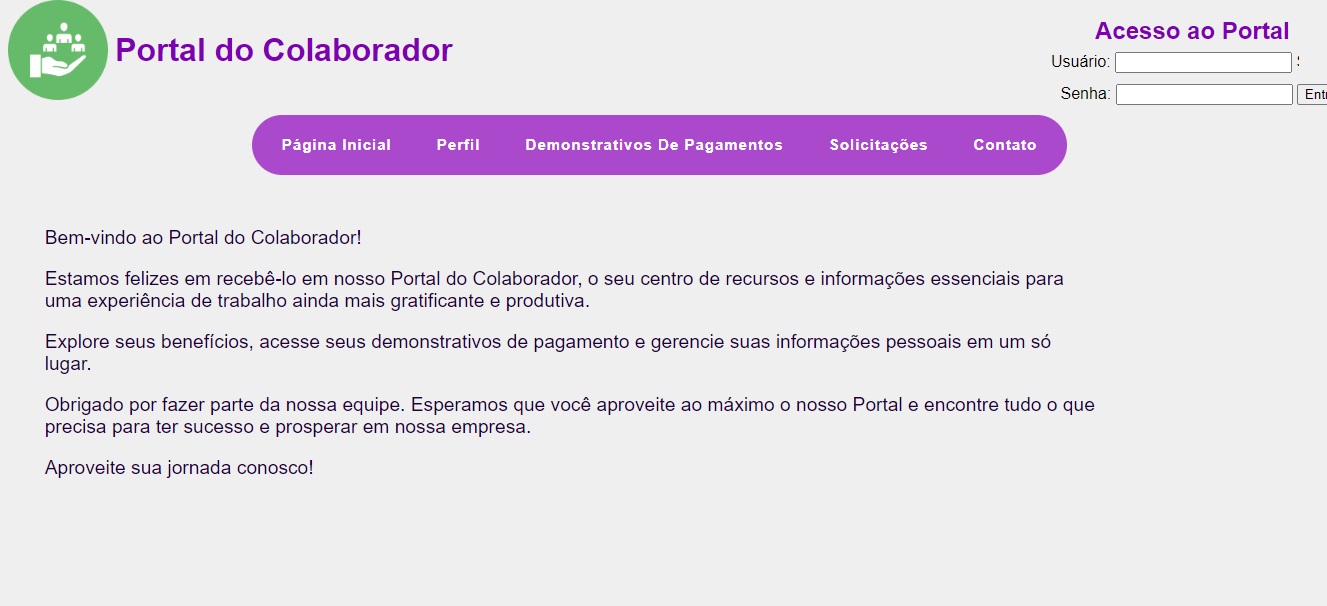 Portal do Colaborador
Acesso ao Portal
Usuário:
Senha:
Página Inicial Perfil Demonstrativos De Pagamentos Solicitações Contato
Bem-vindo ao Portal do Colaborador!
Estamos felizes em recebê-lo em nosso Portal do Colaborador, o seu centro de recursos e informações essenciais para
uma experiência de trabalho ainda mais gratificante e produtiva.
Explore seus benefícios, acesse seus demonstrativos de pagamento e gerencie suas informações pessoais em um só
lugar.
Obrigado por fazer parte da nossa equipe. Esperamos que você aproveite ao máximo o nosso Portal e encontre tudo o que
precisa para ter sucesso e prosperar em nossa empresa.
Aproveite sua jornada conosco!